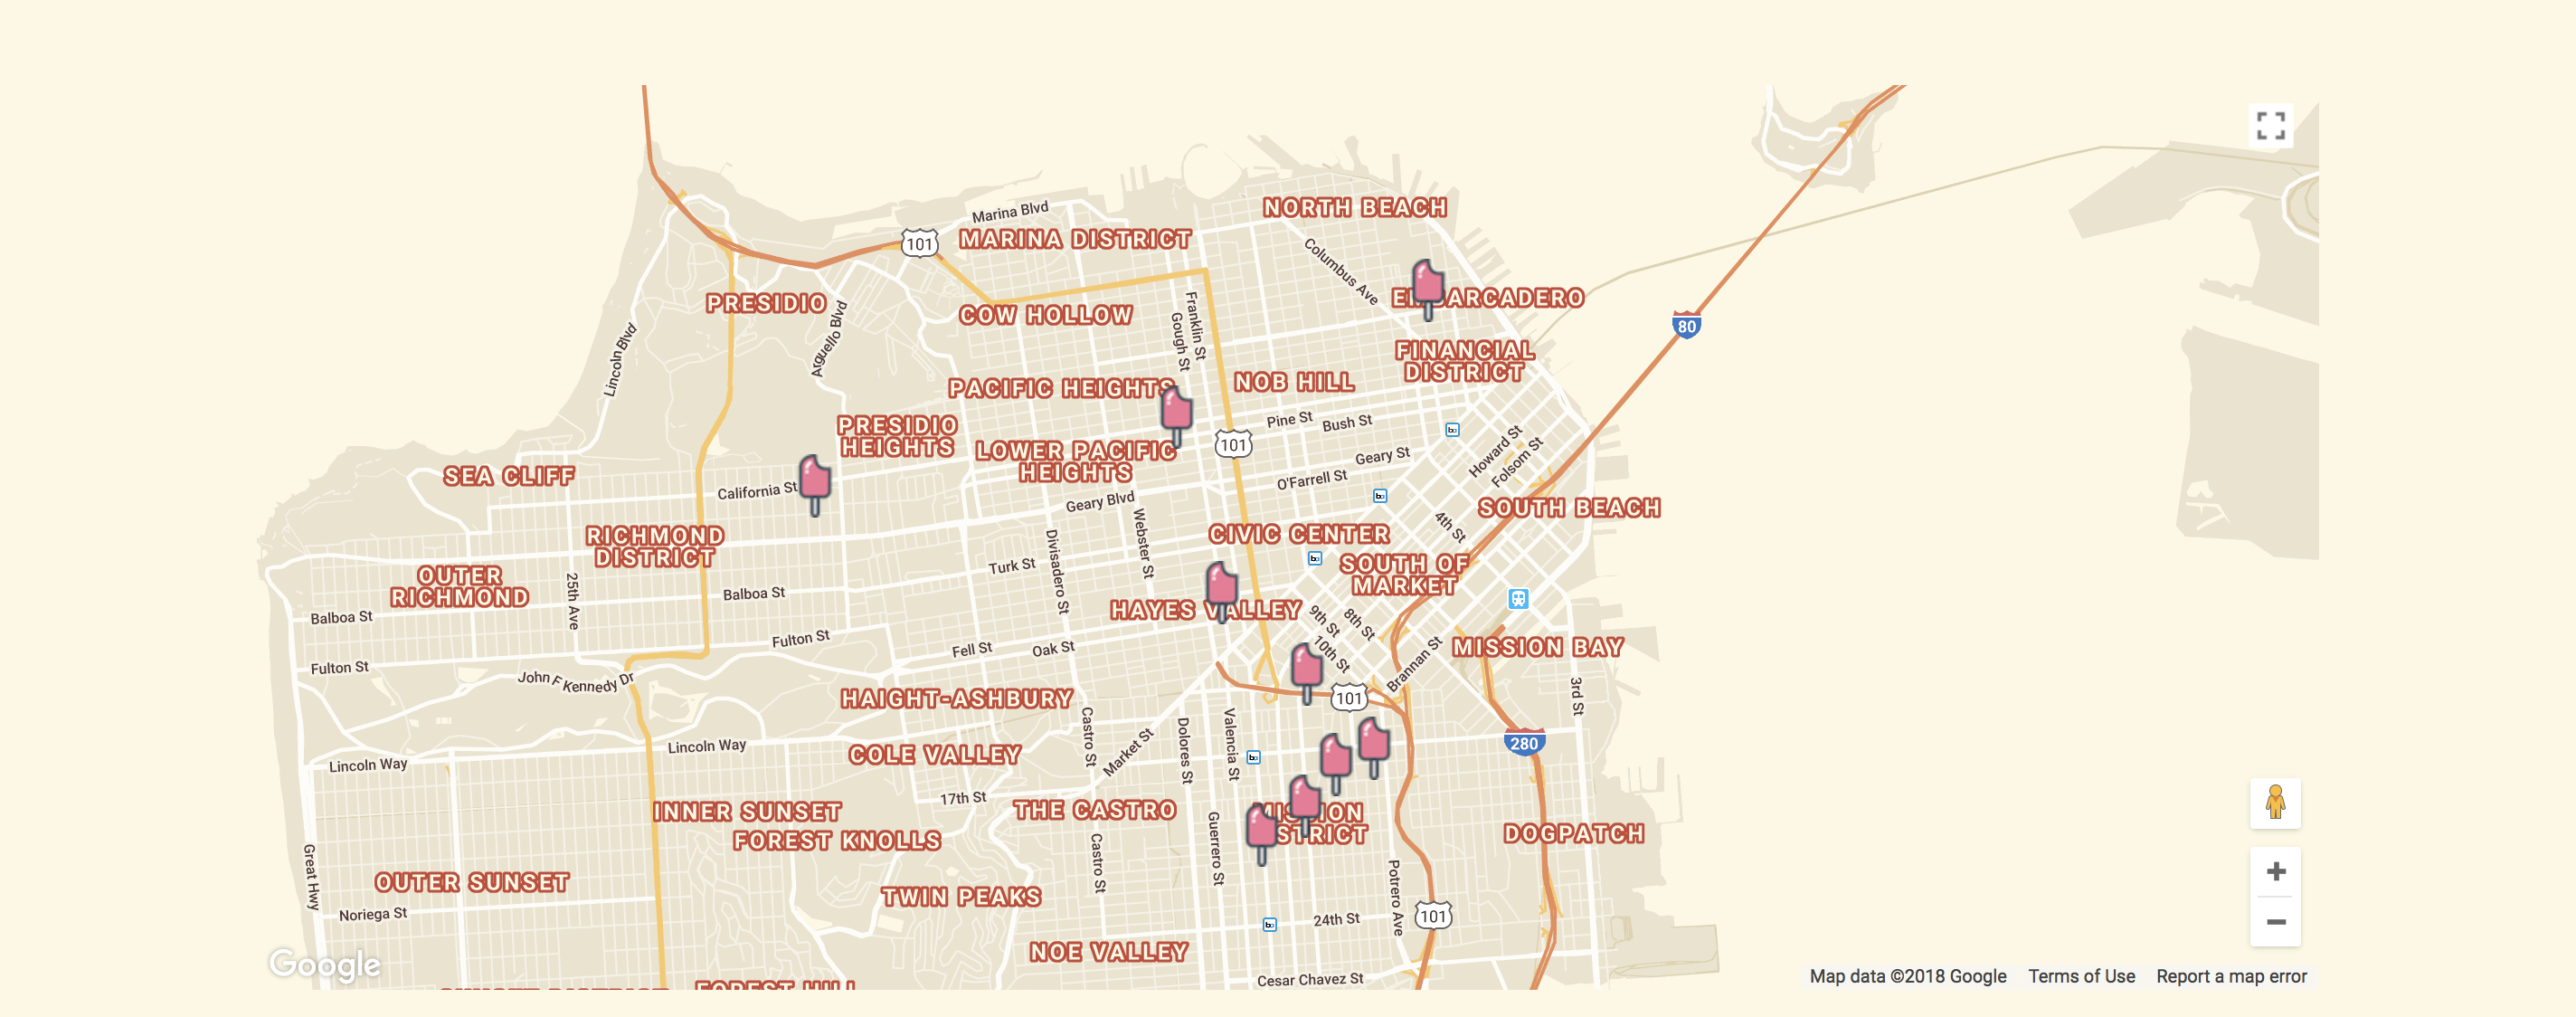 NORTH BEACH
Marina Blvd
MARINA DISTRICT
101
Columbus Ave
PRESIDIO
EMBARCADERO
COW HOLLOW
Arguello Blvd
Franklin St
Gough St
80
Lincoln Blvd
FINANCIAL
DISTRICT
PACIFIC HEIGHTS
NOB HILL
PRESIDIO
HEIGHTS
Pine St
Bush St
101
LOWER PACIFIC
HEIGHTS
Geary St
Howard St
Folsom St
SEA CLIFF
California St
O'Farrell St
Geary Blvd
SOUTH BEACH
RICHMOND
DISTRICT
Webster St
CIVIC CENTER
4th St
Divisadero St
Turk St
SOUTH OF
MARKET
OUTER
RICHMOND
25th Ave
Balboa St
Balboa St
HAYES VALLEY
9th St
8th St
10th St
Fulton St
Fulton St
Fell St
Oak St
Brannan St
MISSION BAY
John F Kennedy Dr
HAIGHT-ASHBURY
101
3rd St
Castro St
Dolores St
Valencia St
Market St
Lincoln Way
Lincoln Way
COLE VALLEY
280
17th St
INNER SUNSET
THE CASTRO
MISSION
DISTRICT
FOREST KNOLLS
DOGPATCH
Great Hwy
Castro St
Guerrero St
Potrero Ave
OUTER SUNSET
TWIN PEAKS
Noriega St
24th St
101
NOE VALLEY
Cesar Chavez St
FOREST HILL
SUNSET DISTRICT
Google
Map data ©2018 Google
Terms of Use
Report a map error